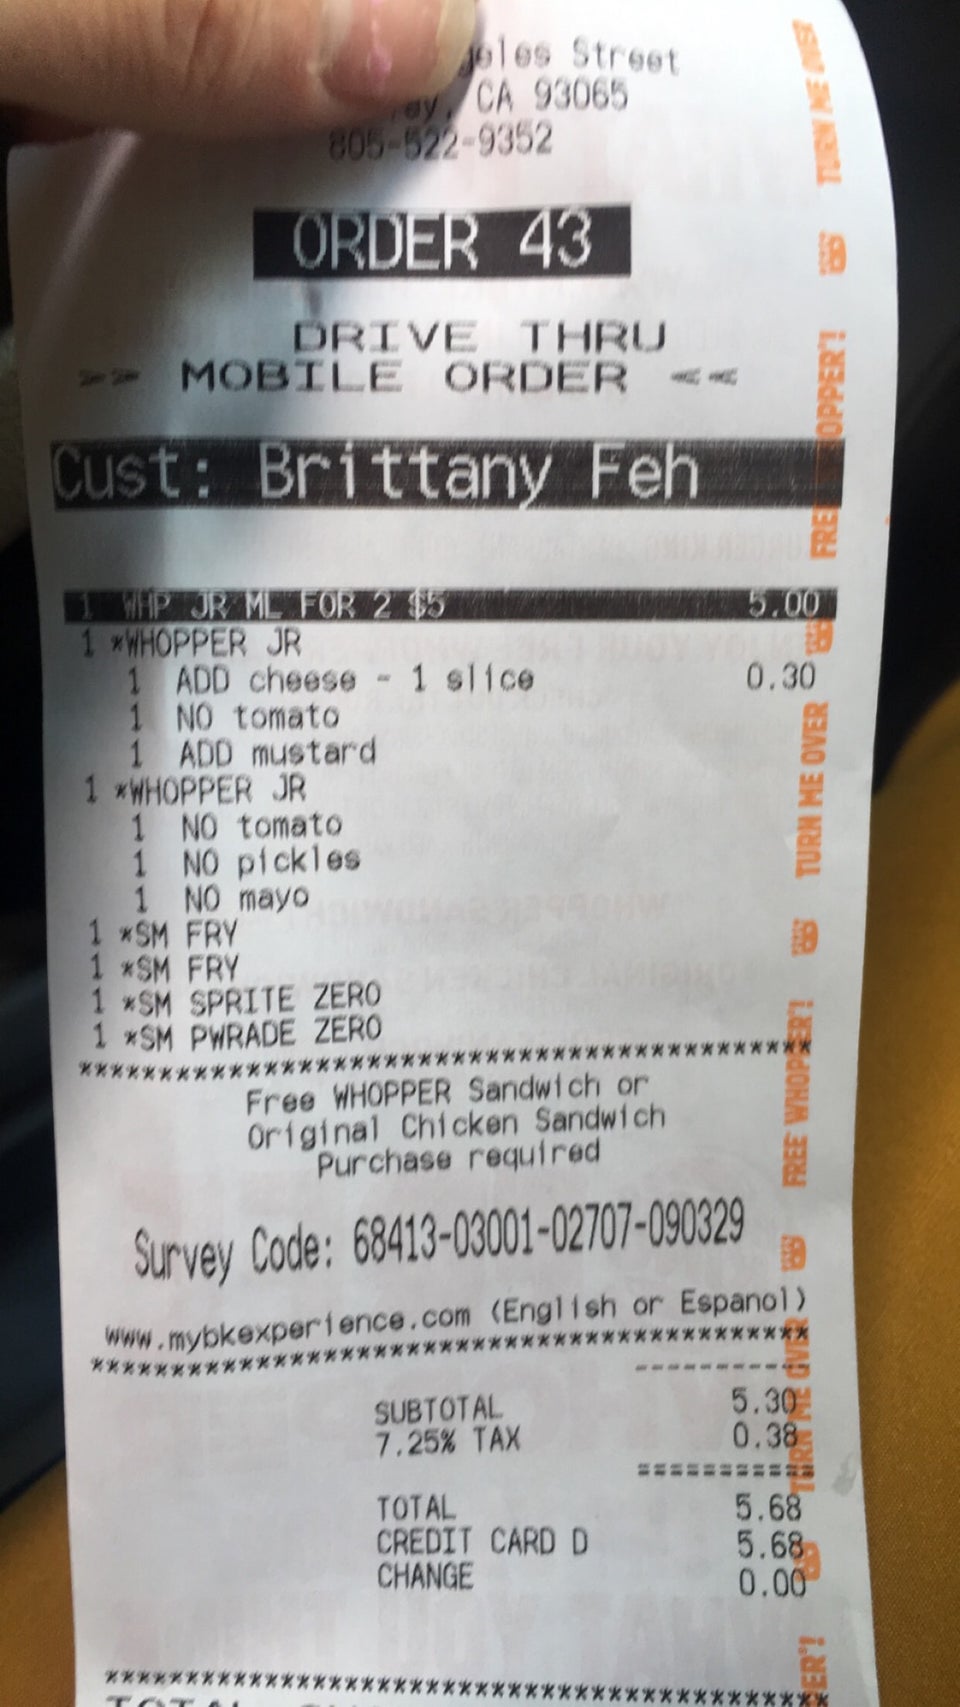 geles Street
ey, CA 93065
805-522-9352
ORDER 43
DRIVE THRU
>> MOBILE ORDER <<
Cust: Brittany Feh
1 WHP JR ML FOR 2 $5 5.00
1 *WHOPPER JR
1 ADD cheese - 1 slice 0.30
1 NO tomato
1 ADD mustard
1 *WHOPPER JR
1 NO tomato
1 NO pickles
1 NO mayo
1 *SM FRY
1 *SM FRY
1 *SM SPRITE ZERO
1 *SM PWRADE ZERO
*********************************************
Free WHOPPER Sandwich or
Original Chicken Sandwich
Purchase required
Survey Code: 68413-03001-02707-090329
www.mybkexperience.com (English or Espanol)
*********************************************
-----------
SUBTOTAL 5.30
7.25% TAX 0.38
===========
TOTAL 5.68
CREDIT CARD D 5.68
CHANGE 0.00
*********************************************
TURN ME OVER
FREE WHOPPER!
TURN ME OVER
FREE WHOPPER!
TURN ME OVER
ER!